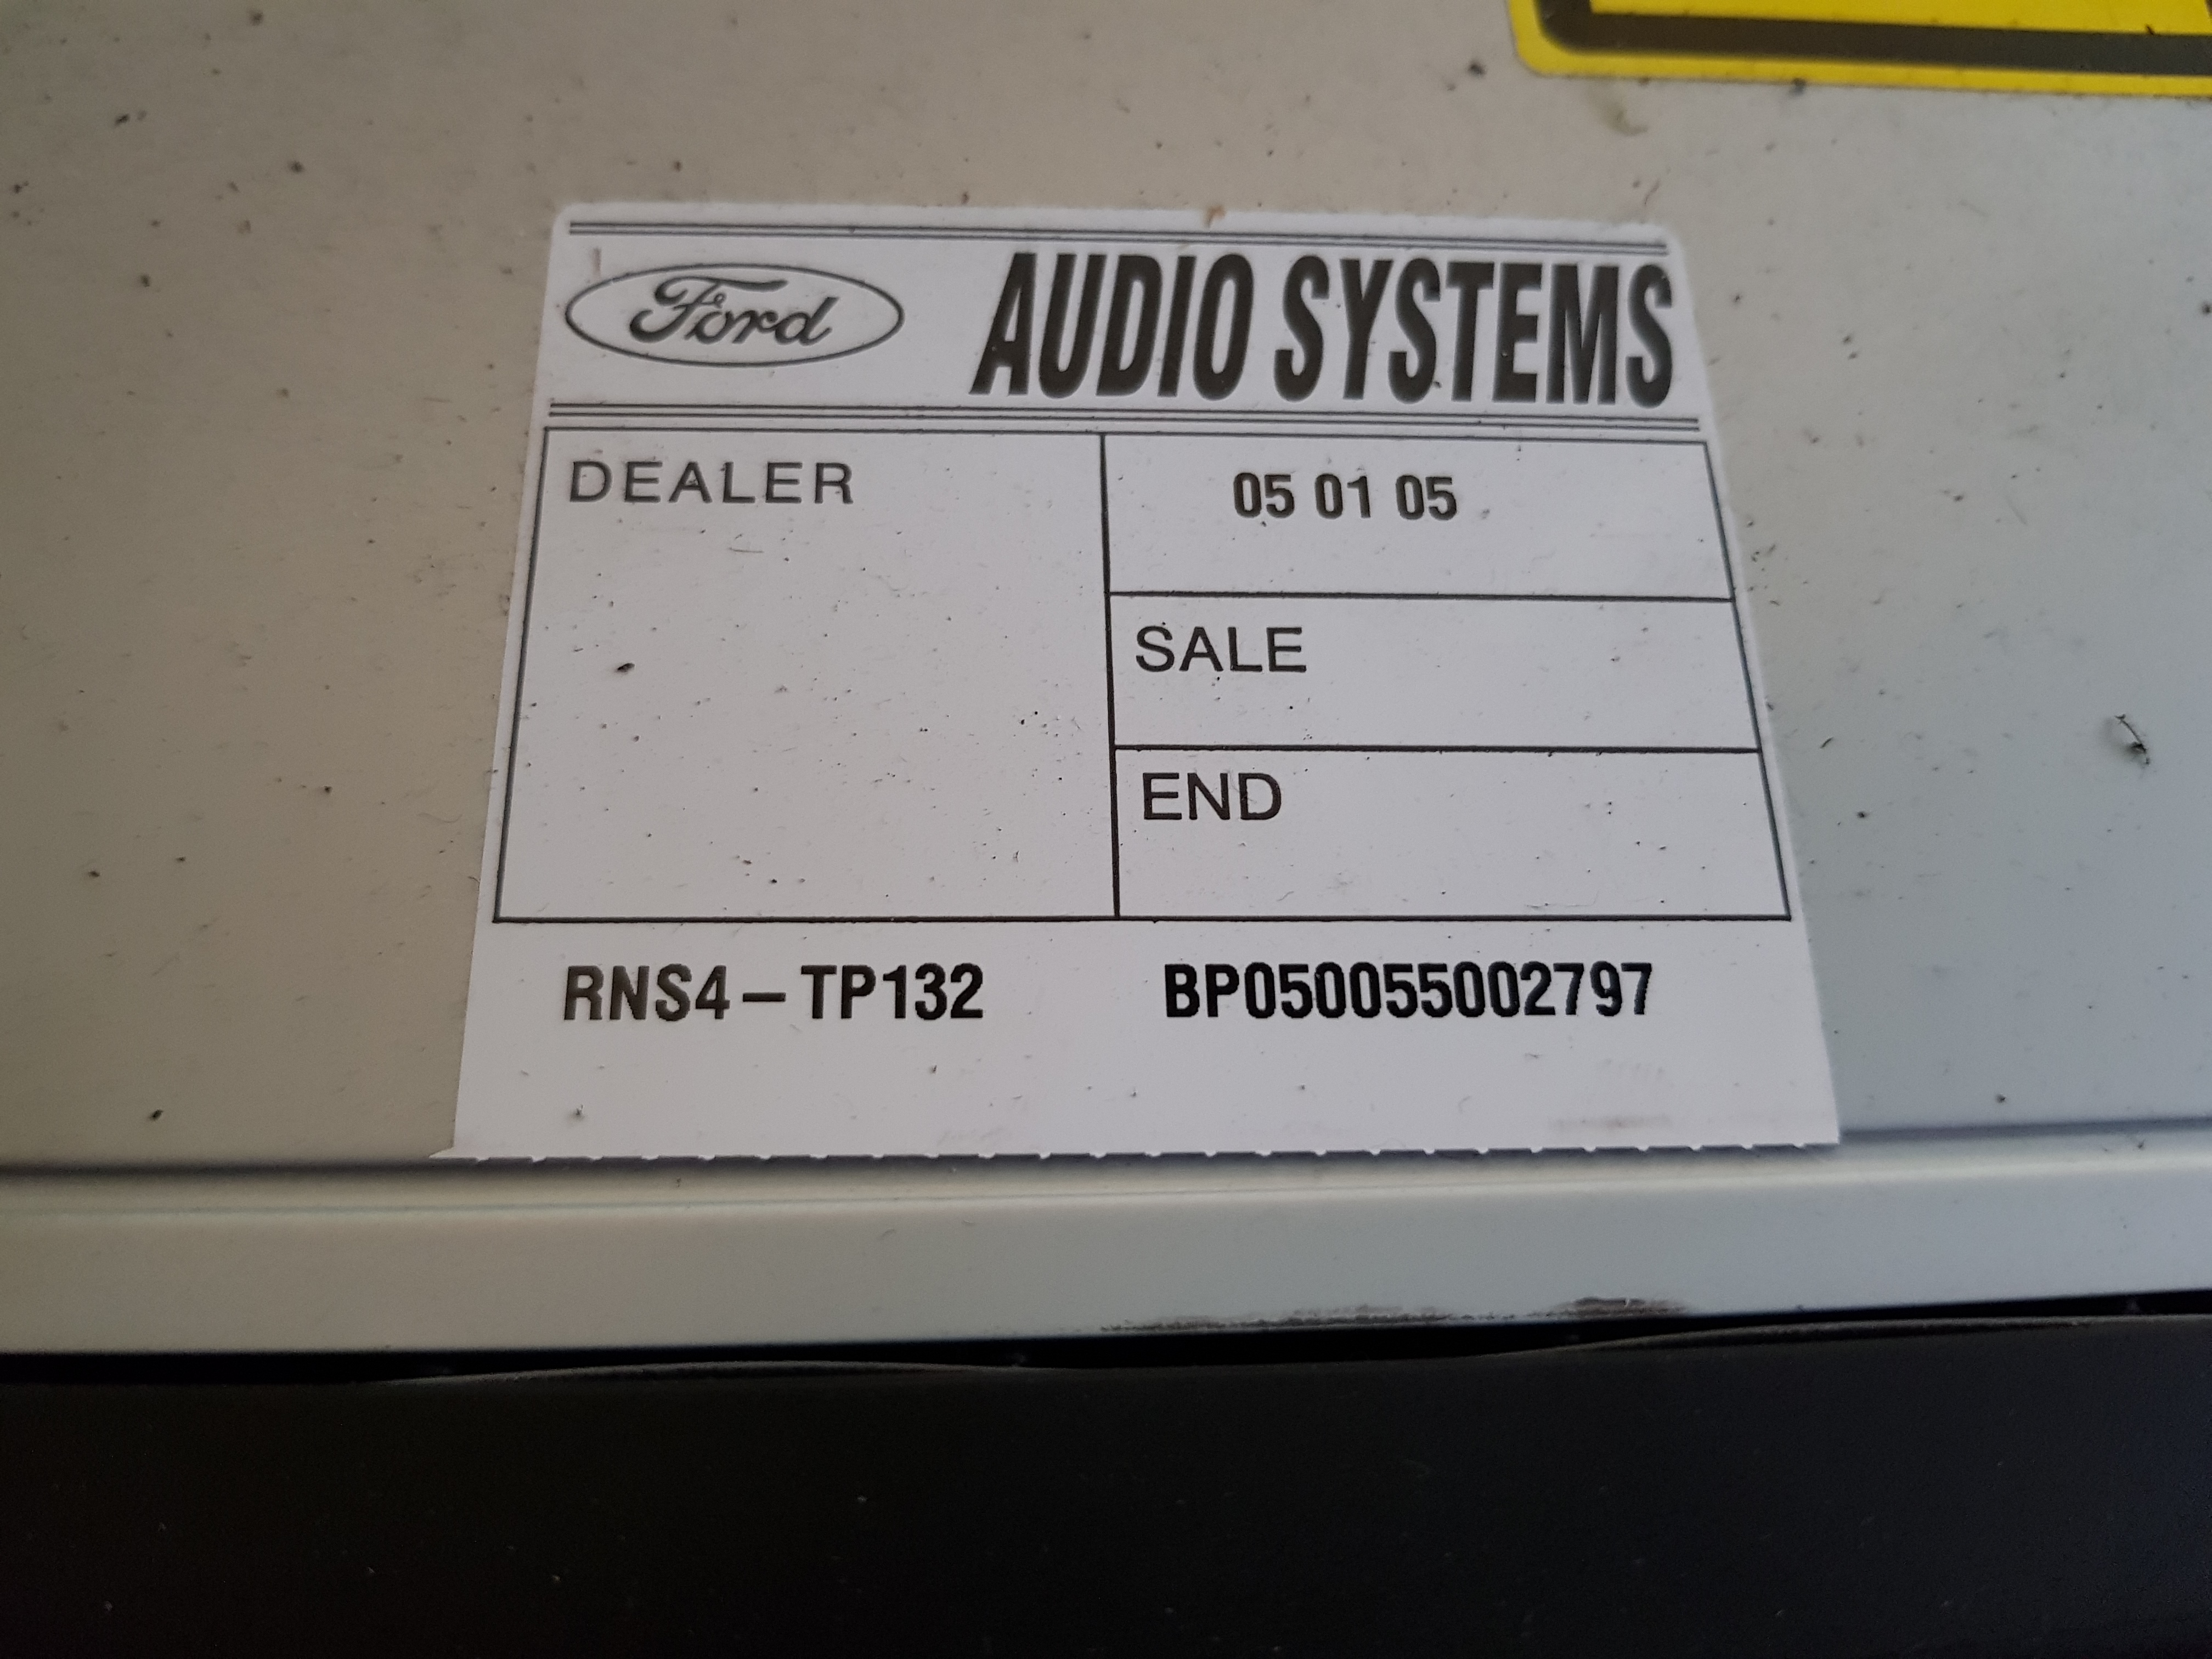 Ford AUDIO SYSTEMS
DEALER
05 01 05
SALE
END
RNS4-TP132 BP050055002797